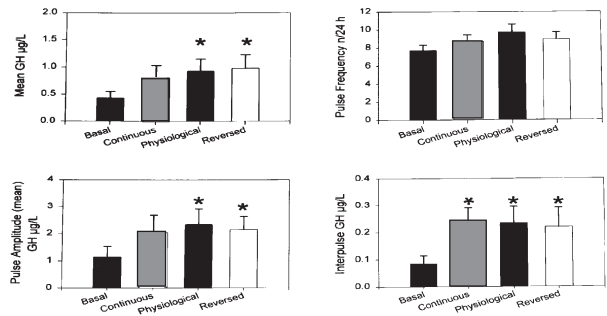 Mean GH µg/L
2.0
1.5
1.0
0.5
0.0
* *
Basal
Continuous
Physiological
Reversed
Pulse Frequency n/24 h
12
10
8
6
4
2
0
Basal
Continuous
Physiological
Reversed
Pulse Amplitude (mean)
GH µg/L
4
3
2
1
0
* *
Basal
Continuous
Physiological
Reversed
Interpulse GH µg/L
0.4
0.3
0.2
0.1
0.0
* * *
Basal
Continuous
Physiological
Reversed